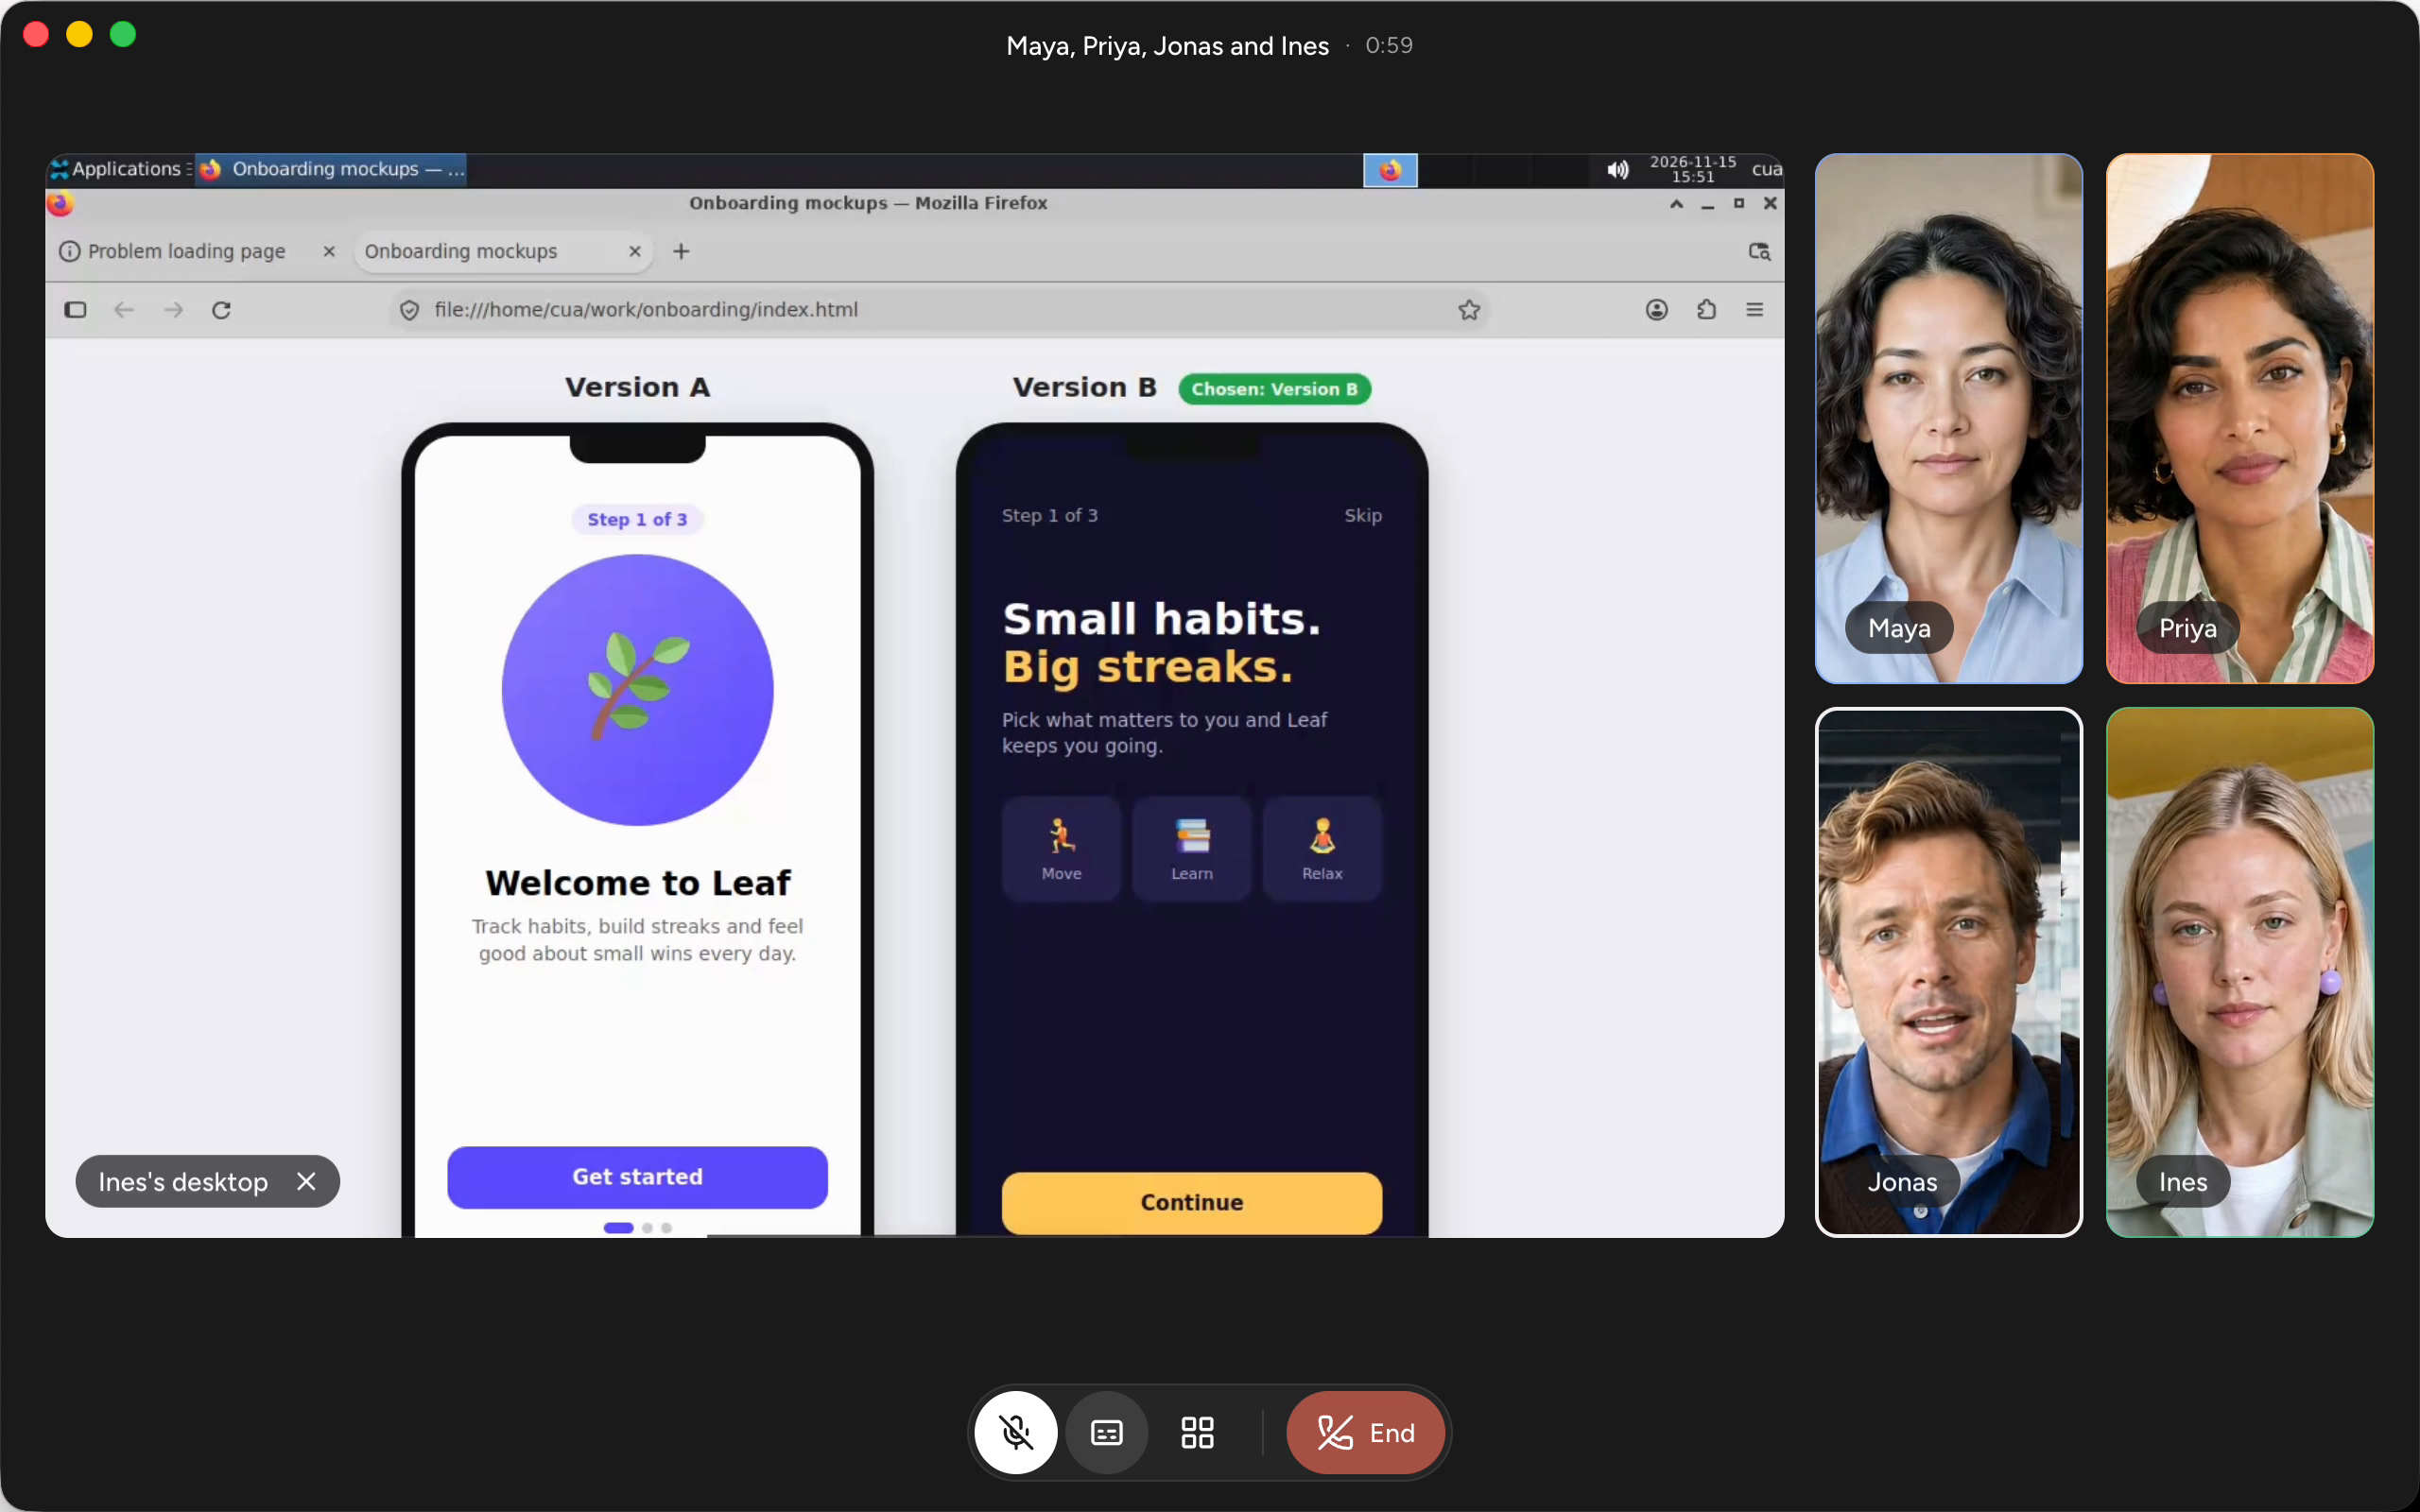 Maya, Priya, Jonas and Ines · 0:59
Applications
Onboarding mockups — ...
2026-11-15
15:51
cua
Onboarding mockups — Mozilla Firefox
Problem loading page
Onboarding mockups
file:///home/cua/work/onboarding/index.html
Version A
Step 1 of 3
Welcome to Leaf
Track habits, build streaks and feel
good about small wins every day.
Get started
Version B
Chosen: Version B
Step 1 of 3
Skip
Small habits.
Big streaks.
Pick what matters to you and Leaf
keeps you going.
Move
Learn
Relax
Continue
Ines's desktop
Maya
Priya
Jonas
Ines
End